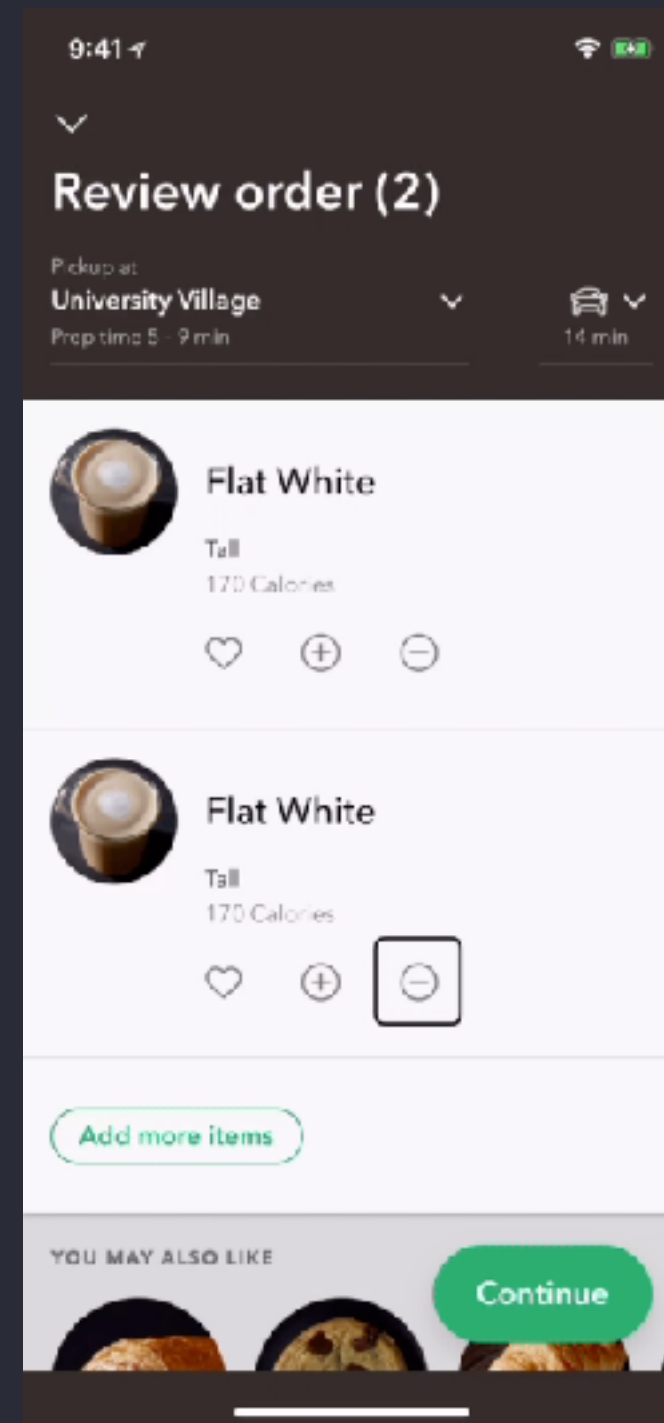 9:41
Review order (2)
Pickup at
University Village
Prep time 5 - 9 min
14 min
Flat White
Tall
170 Calories
Flat White
Tall
170 Calories
Add more items
YOU MAY ALSO LIKE
Continue